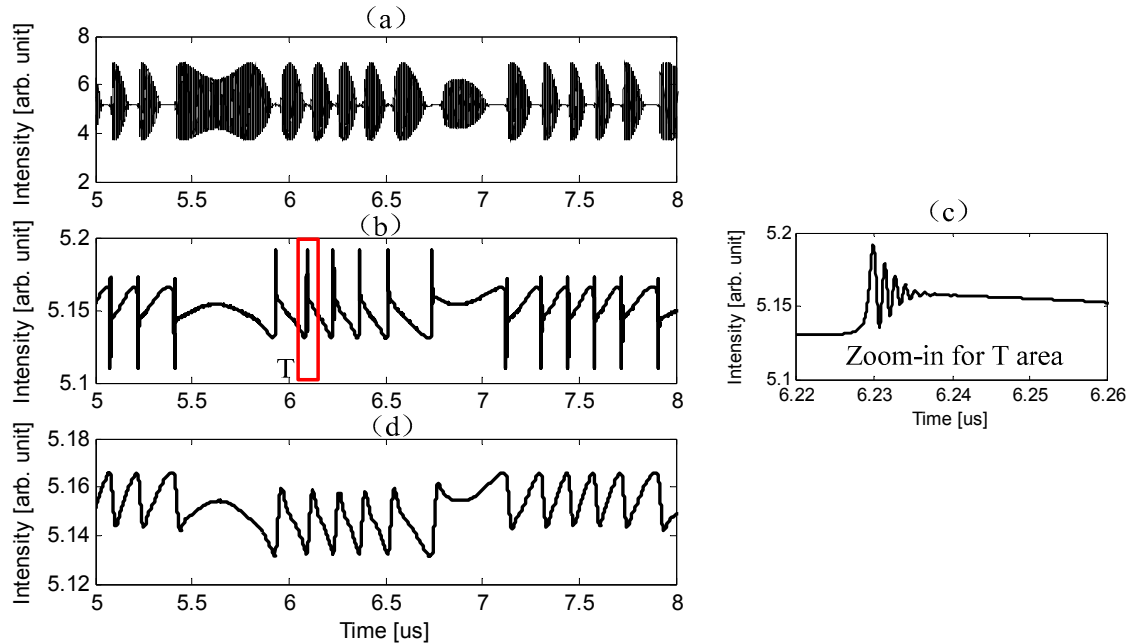 （a）
Intensity [arb. unit]
8
6
4
2
5 5.5 6 6.5 7 7.5 8
（b）
Intensity [arb. unit]
5.2
5.15
5.1
T
5 5.5 6 6.5 7 7.5 8
（c）
Intensity [arb. unit]
5.2
5.15
5.1
Zoom-in for T area
6.22 6.23 6.24 6.25 6.26
Time [us]
（d）
Intensity [arb. unit]
5.18
5.16
5.14
5.12
5 5.5 6 6.5 7 7.5 8
Time [us]